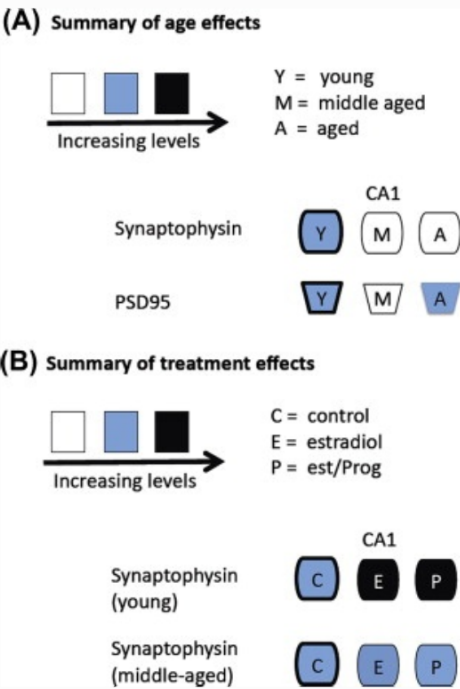 (A) Summary of age effects
Y = young
M = middle aged
A = aged
Increasing levels
CA1
Synaptophysin Y M A
PSD95 Y M A
(B) Summary of treatment effects
C = control
E = estradiol
P = est/Prog
Increasing levels
CA1
Synaptophysin
(young)
C E P
Synaptophysin
(middle-aged)
C E P